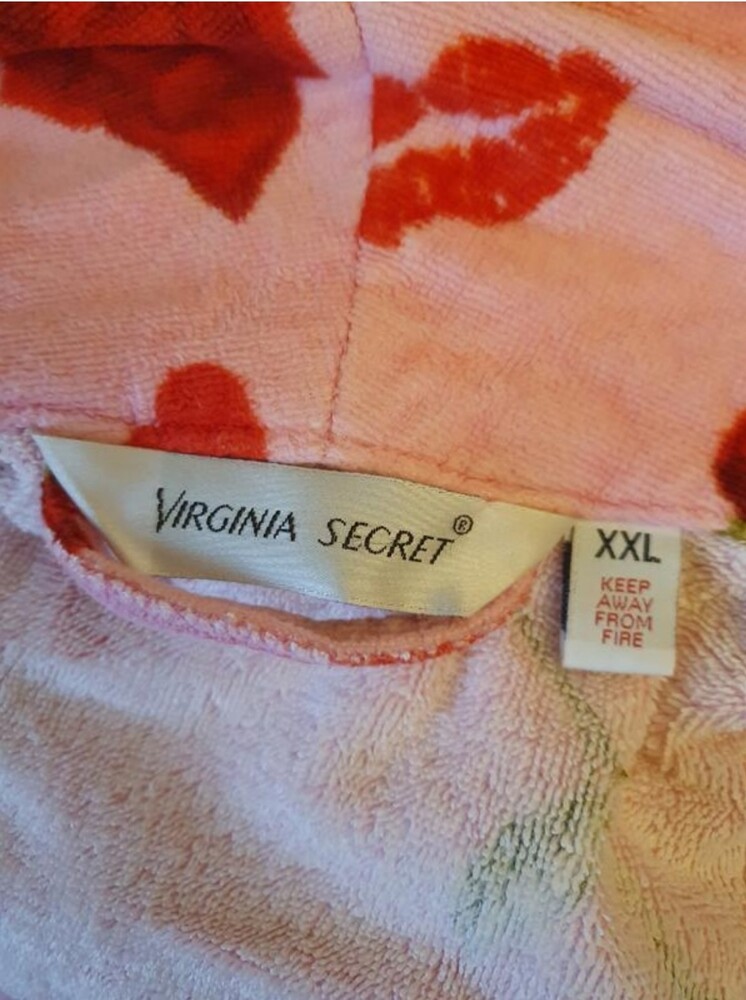 VIRGINIA SECRET®
XXL
KEEP
AWAY
FROM
FIRE